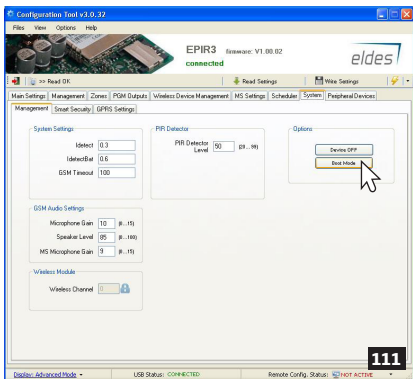 Configuration Tool v3.0.32
Files View Options Help
EPIR3 firmware: V1.00.02
connected
eldes
>> Read OK
Read Settings
Write Settings
Main Settings Management Zones PGM Outputs Wireless Device Management MS Settings Scheduler System Peripheral Devices
Management Smart Security GPRS Settings
System Settings
Idetect 0.3
IdetectBat 0.6
GSM Timeout 100
PIR Detector
PIR Detector Level 50 (20... 99)
Options
Device OFF
Boot Mode
GSM Audio Settings
Microphone Gain 10 (0...15)
Speaker Level 85 (0...100)
MS Microphone Gain 9 (0...15)
Wireless Module
Wireless Channel 0
111
Display: Advanced Mode
USB Status: CONNECTED
Remote Config. Status: NOT ACTIVE